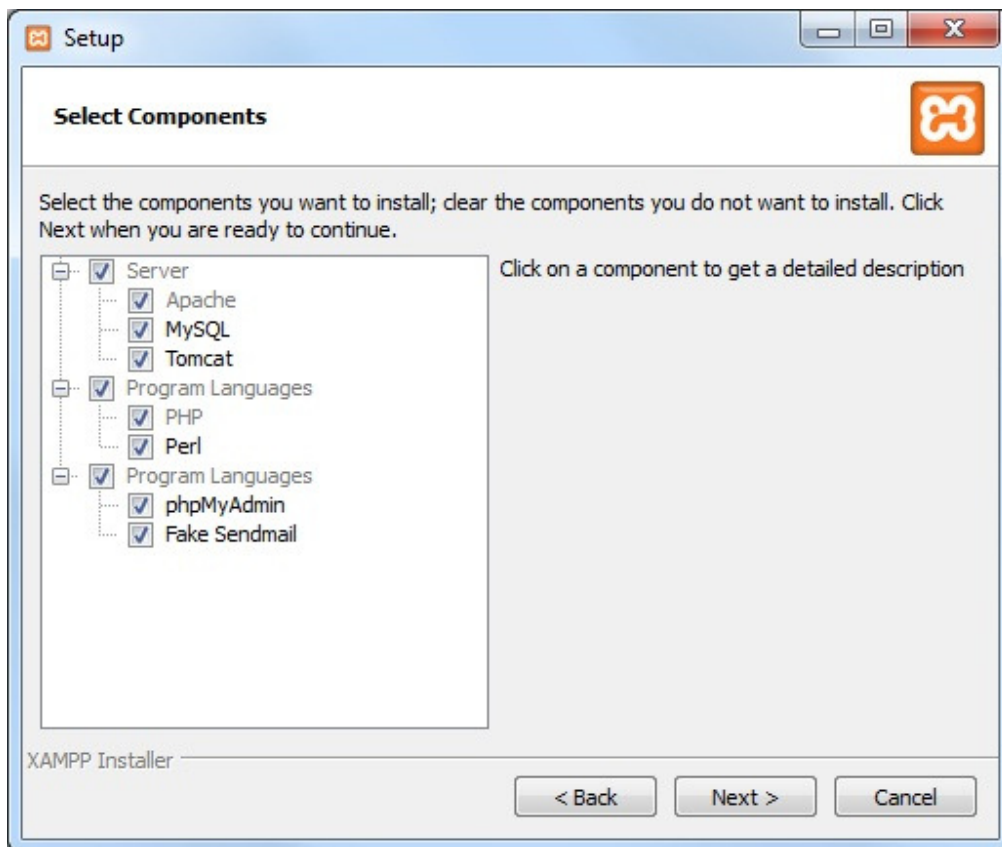 Setup
Select Components
Select the components you want to install; clear the components you do not want to install. Click
Next when you are ready to continue.
Server
Apache
MySQL
Tomcat
Program Languages
PHP
Perl
Program Languages
phpMyAdmin
Fake Sendmail
Click on a component to get a detailed description
XAMPP Installer
< Back
Next >
Cancel